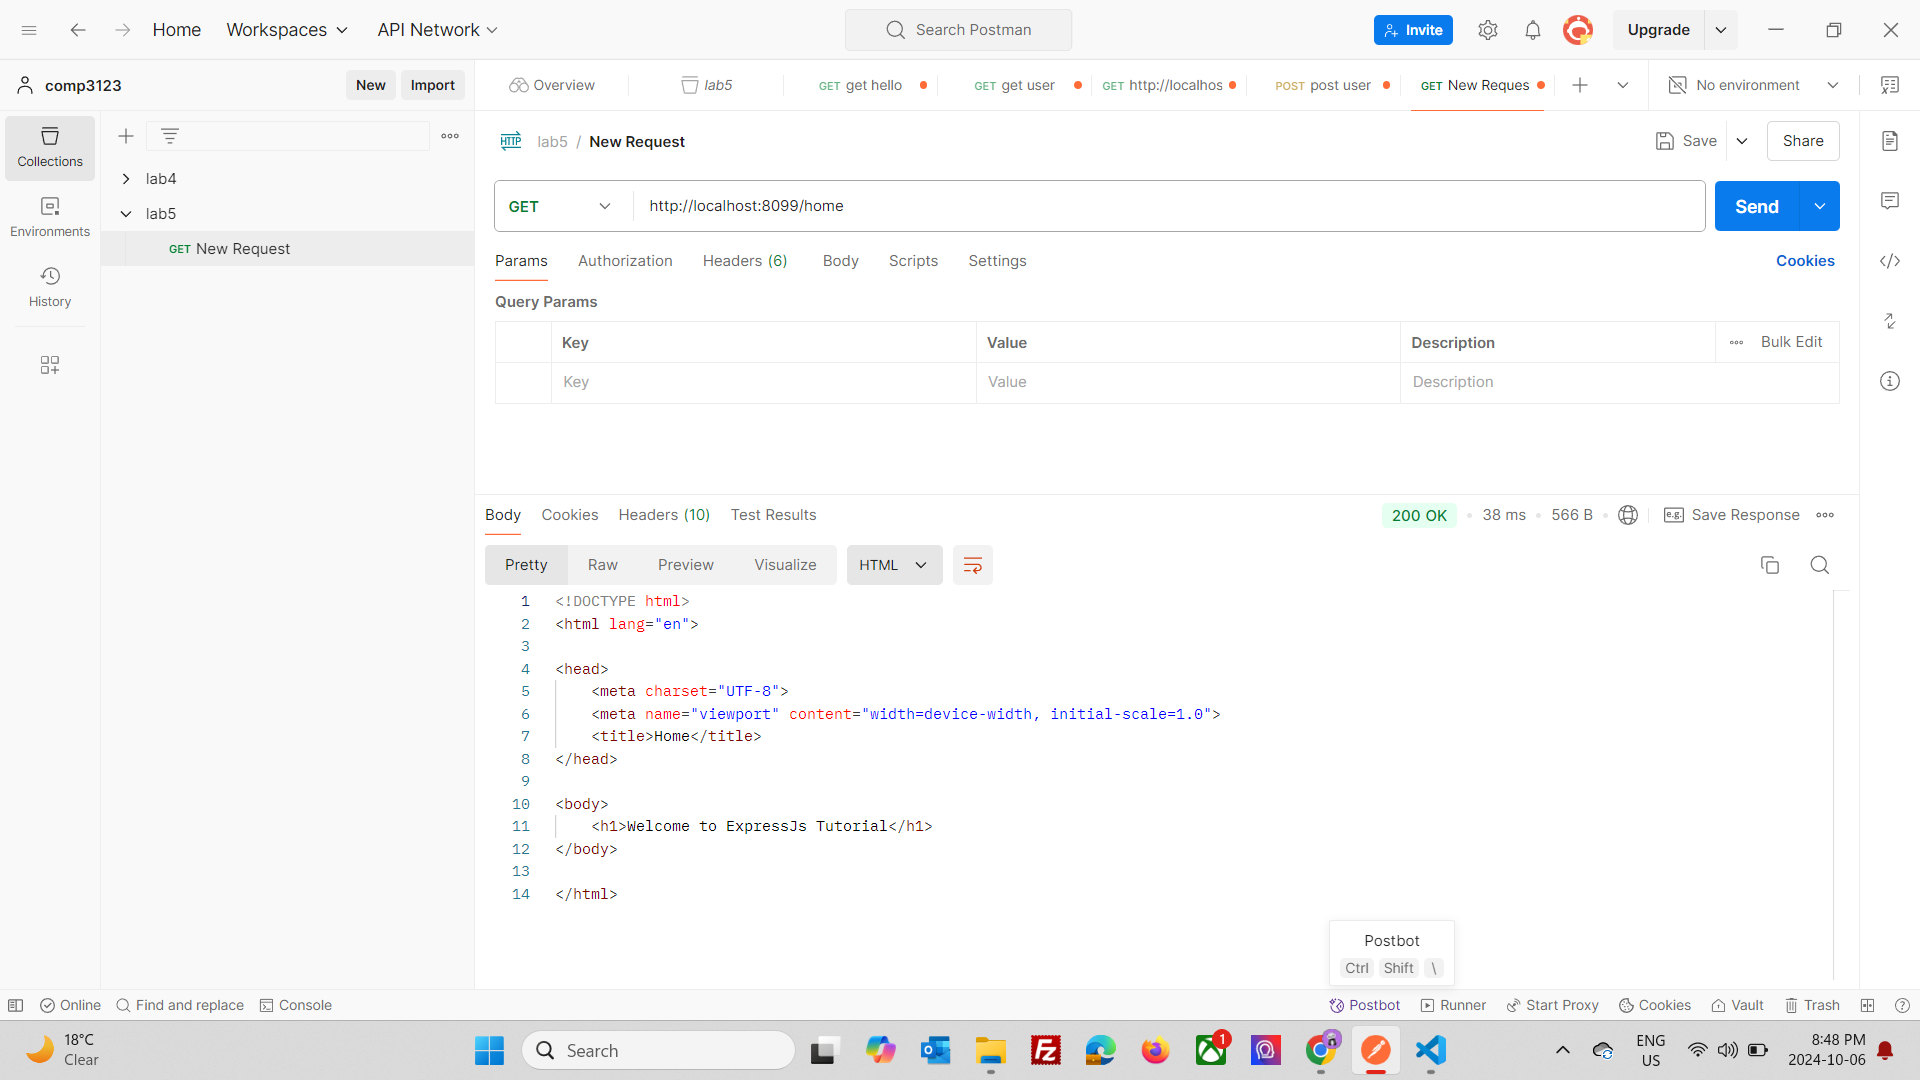 Home Workspaces API Network Search Postman Invite Upgrade
comp3123 New Import Overview lab5 GET get hello GET get user GET http://localhos POST post user GET New Reques No environment
Collections
lab4
lab5
GET New Request
Environments
History
HTTP lab5 / New Request Save Share
GET http://localhost:8099/home Send
Params Authorization Headers (6) Body Scripts Settings Cookies
Query Params
Key Value Description Bulk Edit
Key Value Description
Body Cookies Headers (10) Test Results 200 OK 38 ms 566 B e.g. Save Response
Pretty Raw Preview Visualize HTML
1 <!DOCTYPE html>
2 <html lang="en">
3
4 <head>
5 <meta charset="UTF-8">
6 <meta name="viewport" content="width=device-width, initial-scale=1.0">
7 <title>Home</title>
8 </head>
9
10 <body>
11 <h1>Welcome to ExpressJs Tutorial</h1>
12 </body>
13
14 </html>
Postbot
Ctrl Shift \
Online Find and replace Console Postbot Runner Start Proxy Cookies Vault Trash
18°C
Clear
Search
Fz
1
ENG
US
8:48 PM
2024-10-06